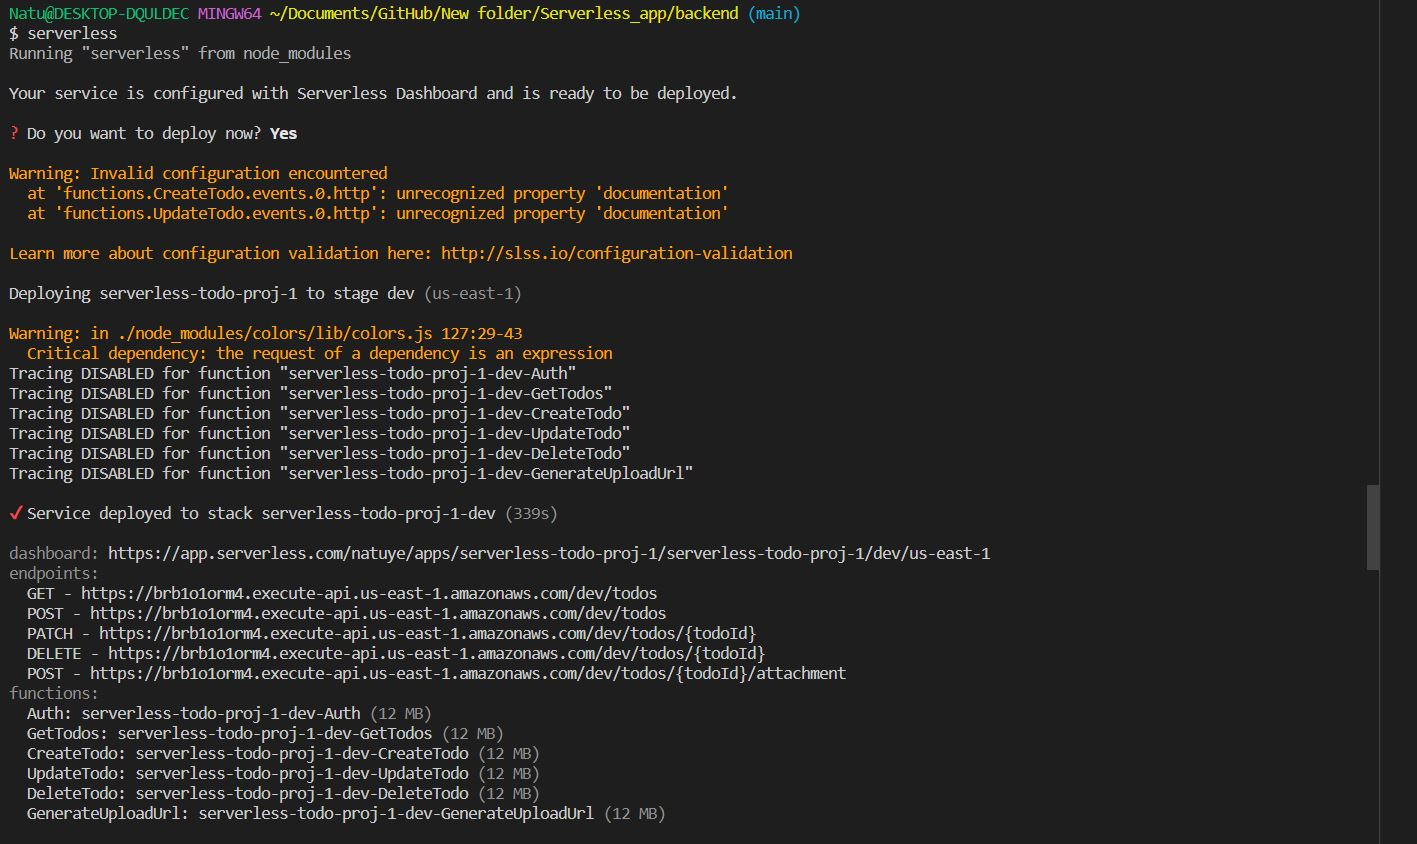 Natu@DESKTOP-DQULDEC MINGW64 ~/Documents/GitHub/New folder/Serverless_app/backend (main)
$ serverless
Running "serverless" from node_modules
Your service is configured with Serverless Dashboard and is ready to be deployed.
? Do you want to deploy now? Yes
Warning: Invalid configuration encountered
at 'functions.CreateTodo.events.0.http': unrecognized property 'documentation'
at 'functions.UpdateTodo.events.0.http': unrecognized property 'documentation'
Learn more about configuration validation here: http://slss.io/configuration-validation
Deploying serverless-todo-proj-1 to stage dev (us-east-1)
Warning: in ./node_modules/colors/lib/colors.js 127:29-43
Critical dependency: the request of a dependency is an expression
Tracing DISABLED for function "serverless-todo-proj-1-dev-Auth"
Tracing DISABLED for function "serverless-todo-proj-1-dev-GetTodos"
Tracing DISABLED for function "serverless-todo-proj-1-dev-CreateTodo"
Tracing DISABLED for function "serverless-todo-proj-1-dev-UpdateTodo"
Tracing DISABLED for function "serverless-todo-proj-1-dev-DeleteTodo"
Tracing DISABLED for function "serverless-todo-proj-1-dev-GenerateUploadUrl"
✓ Service deployed to stack serverless-todo-proj-1-dev (339s)
dashboard: https://app.serverless.com/natuye/apps/serverless-todo-proj-1/serverless-todo-proj-1/dev/us-east-1
endpoints:
GET - https://brb1o1orm4.execute-api.us-east-1.amazonaws.com/dev/todos
POST - https://brb1o1orm4.execute-api.us-east-1.amazonaws.com/dev/todos
PATCH - https://brb1o1orm4.execute-api.us-east-1.amazonaws.com/dev/todos/{todoId}
DELETE - https://brb1o1orm4.execute-api.us-east-1.amazonaws.com/dev/todos/{todoId}
POST - https://brb1o1orm4.execute-api.us-east-1.amazonaws.com/dev/todos/{todoId}/attachment
functions:
Auth: serverless-todo-proj-1-dev-Auth (12 MB)
GetTodos: serverless-todo-proj-1-dev-GetTodos (12 MB)
CreateTodo: serverless-todo-proj-1-dev-CreateTodo (12 MB)
UpdateTodo: serverless-todo-proj-1-dev-UpdateTodo (12 MB)
DeleteTodo: serverless-todo-proj-1-dev-DeleteTodo (12 MB)
GenerateUploadUrl: serverless-todo-proj-1-dev-GenerateUploadUrl (12 MB)